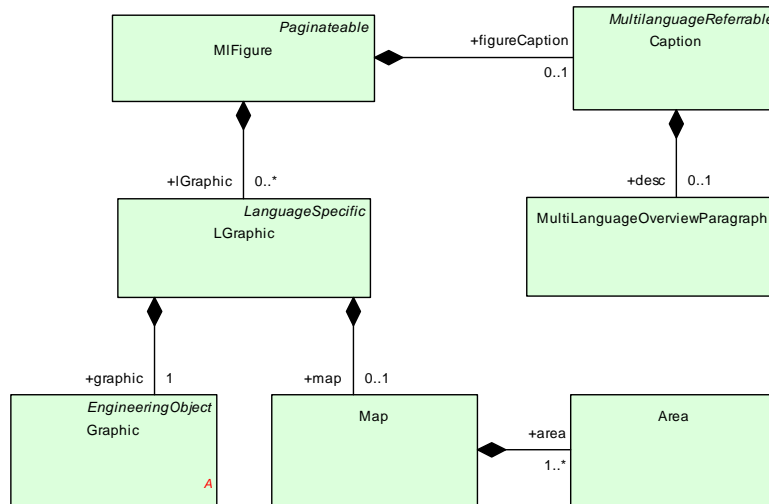 Paginateable
MIFigure
+figureCaption
0..1
MultilanguageReferrable
Caption
+lGraphic
0..*
+desc
0..1
LanguageSpecific
LGraphic
MultiLanguageOverviewParagraph
+graphic
1
+map
0..1
EngineeringObject
Graphic
A
Map
+area
1..*
Area